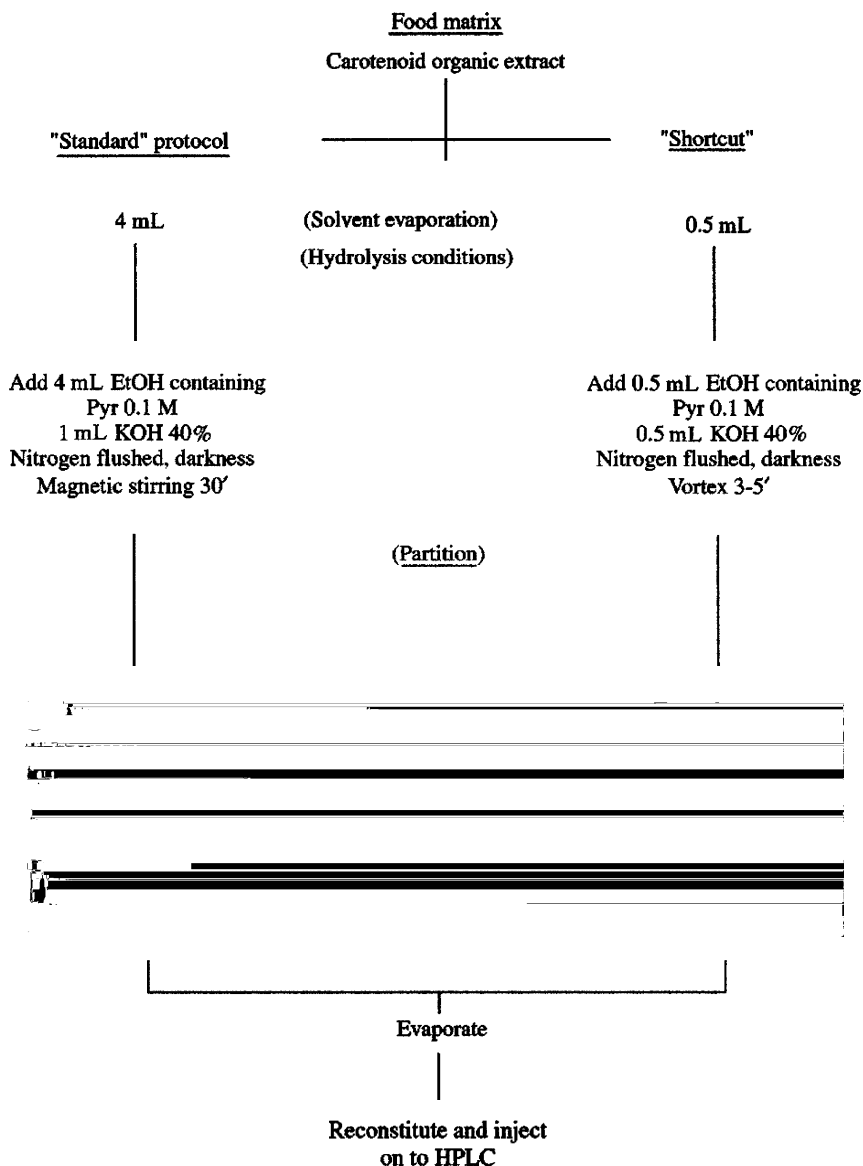 Food matrix
Carotenoid organic extract
"Standard" protocol
"Shortcut"
4 mL
(Solvent evaporation)
0.5 mL
(Hydrolysis conditions)
Add 4 mL EtOH containing
Pyr 0.1 M
1 mL KOH 40%
Nitrogen flushed, darkness
Magnetic stirring 30′
Add 0.5 mL EtOH containing
Pyr 0.1 M
0.5 mL KOH 40%
Nitrogen flushed, darkness
Vortex 3-5′
(Partition)
Evaporate
Reconstitute and inject
on to HPLC